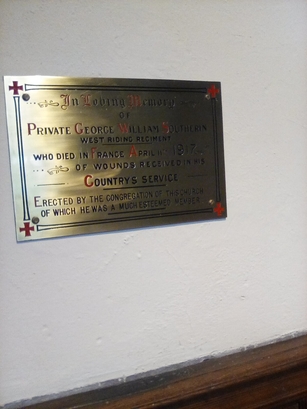 In Loving Memory
OF
PRIVATE GEORGE WILLIAM
WEST RIDING REGIMENT
WHO DIED IN FRANCE APRIL 1917
OF WOUNDS RECEIVED IN HIS
COUNTRYS SERVICE
ERECTED BY THE CONGREGATION OF THIS CHURCH
OF WHICH HE WAS A MUCH ESTEEMED MEMBER